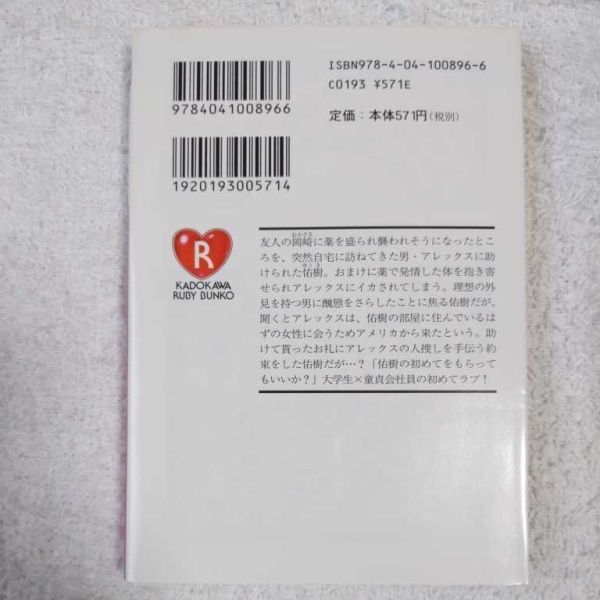 ISBN978-4-04-100896-6
C0193 ¥571E
定価：本体571円(税別)
9784041008966
1920193005714
R
KADOKAWA
RUBY BUNKO
友人の岡崎に薬を盛られ襲われそうになったとこ
ろを、突然自宅に訪ねてきた男・アレックスに助
けられた佑樹。おまけに薬で発情した体を抱き寄
せられアレックスにイカされてしまう。理想の外
見を持つ男に醜態をさらしたことに焦る佑樹だが、
聞くとアレックスは、佑樹の部屋に住んでいるは
ずの女性に会うためアメリカから来たという。助
けて貰ったお礼にアレックスの人捜しを手伝う約
束をした佑樹だが…？「佑樹の初めてをもらって
もいいか？」大学生×童貞会社員の初めてラブ！